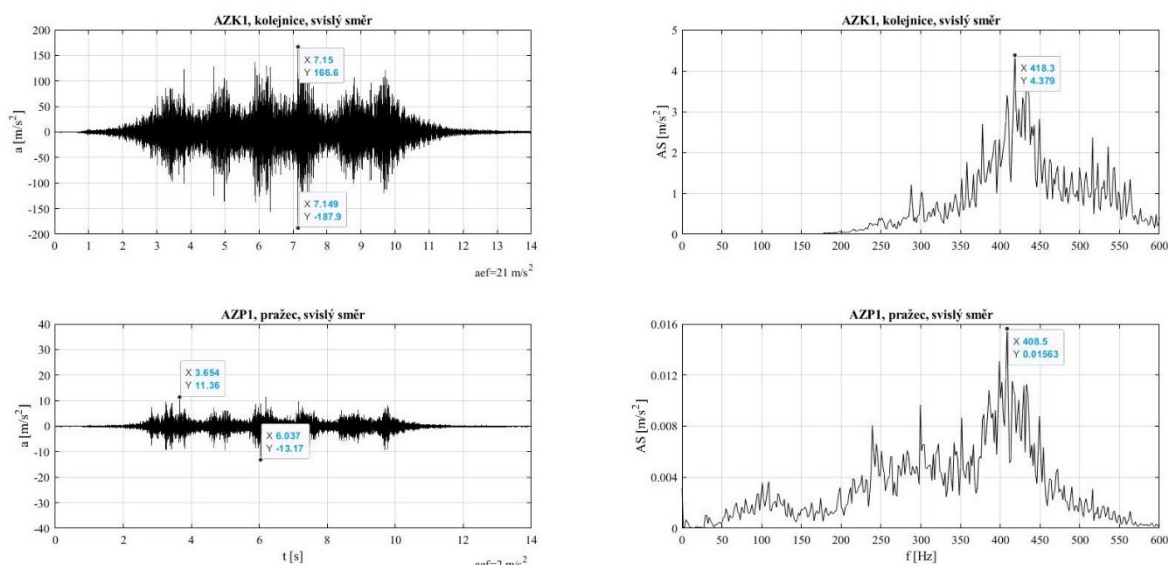 AZK1, kolejnice, svislý směr
a [m/s²]
200
150
100
50
0
-50
-100
-150
-200
X 7.15
Y 166.6
X 7.149
Y -187.9
0 1 2 3 4 5 6 7 8 9 10 11 12 13 14
aef=21 m/s²
AZK1, kolejnice, svislý směr
AS [m/s²]
5
4
3
2
1
0
X 418.3
Y 4.379
0 50 100 150 200 250 300 350 400 450 500 550 600
AZP1, pražec, svislý směr
a [m/s²]
40
30
20
10
0
-10
-20
-30
-40
X 3.654
Y 11.36
X 6.037
Y -13.17
0 2 4 6 8 10 12 14
t [s]
aef=2 m/s²
AZP1, pražec, svislý směr
AS [m/s²]
0.016
0.012
0.008
0.004
0
X 408.5
Y 0.01563
0 50 100 150 200 250 300 350 400 450 500 550 600
f [Hz]